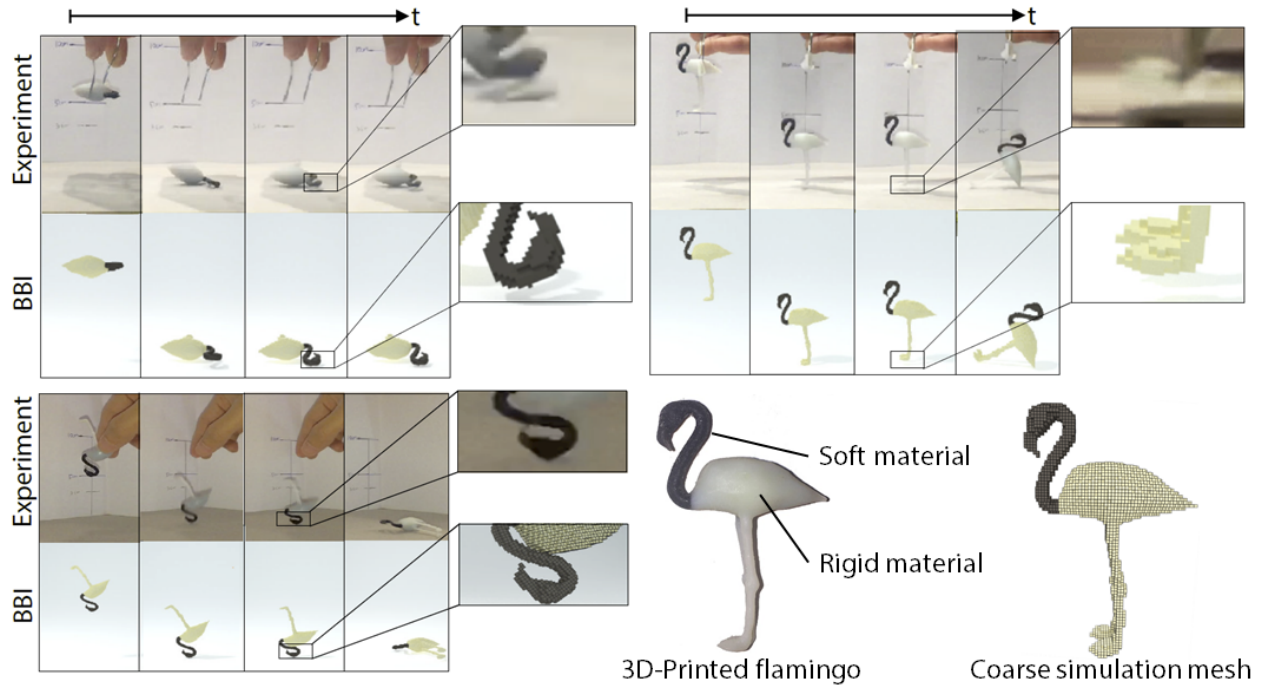 t
t
Experiment
BBI
Experiment
BBI
Soft material
Rigid material
3D-Printed flamingo
Coarse simulation mesh